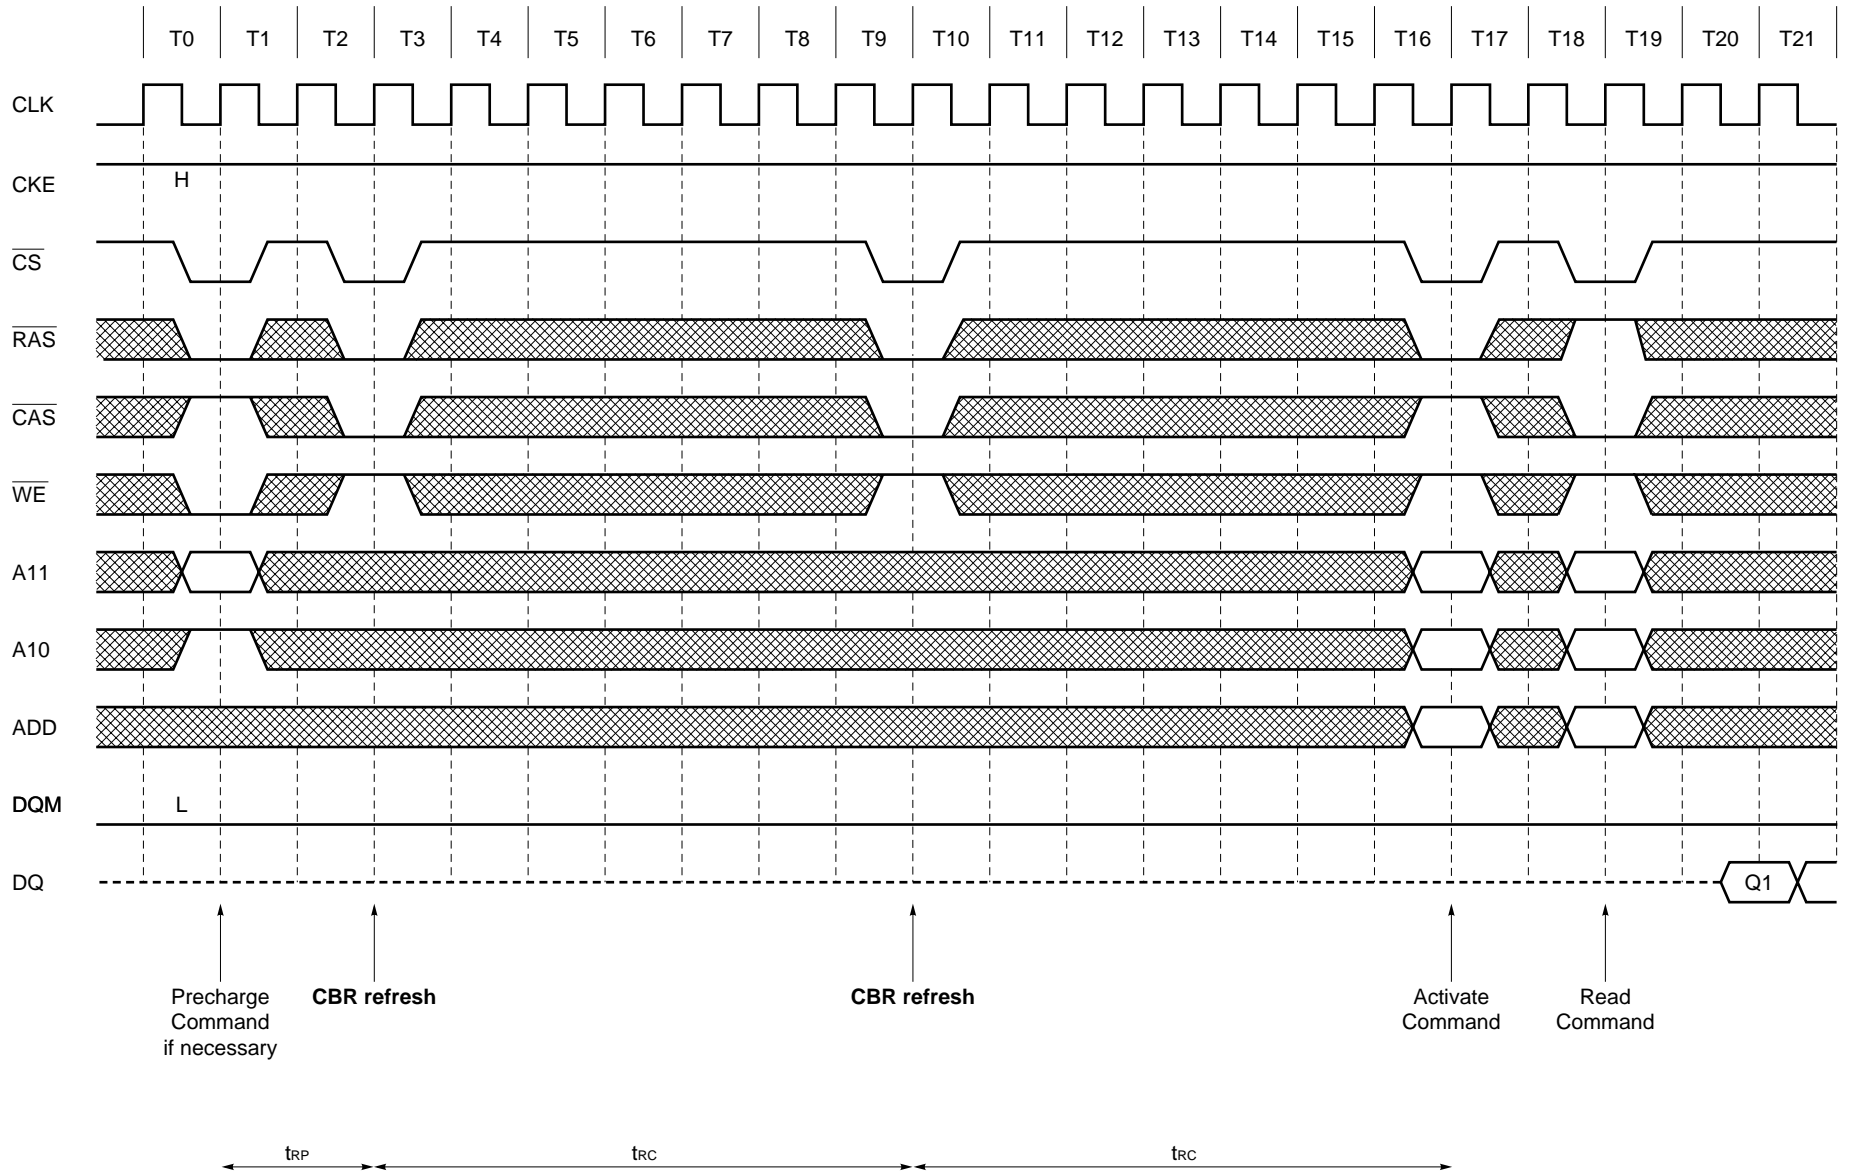 T0 T1 T2 T3 T4 T5 T6 T7 T8 T9 T10 T11 T12 T13 T14 T15 T16 T17 T18 T19 T20 T21
CLK
CKE
H
CS
RAS
CAS
WE
A11
A10
ADD
DQM
L
DQ
Q1
Precharge
Command
if necessary
CBR refresh
CBR refresh
Activate
Command
Read
Command
tRP
tRC
tRC